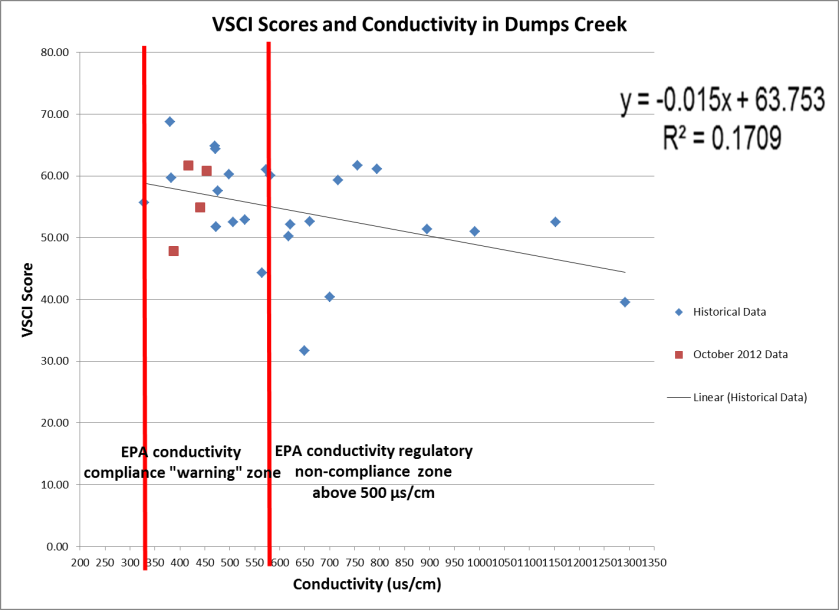 VSCI Scores and Conductivity in Dumps Creek
80.00
70.00
60.00
50.00
40.00
30.00
20.00
10.00
0.00
VSCI Score
y = -0.015x + 63.753
R² = 0.1709
Historical Data
October 2012 Data
Linear (Historical Data)
EPA conductivity
compliance "warning" zone
EPA conductivity regulatory
non-compliance zone
above 500 µs/cm
200 250 300 350 400 450 500 550 600 650 700 750 800 850 900 950 1000 1050 1100 1150 1200 1250 1300 1350
Conductivity (us/cm)